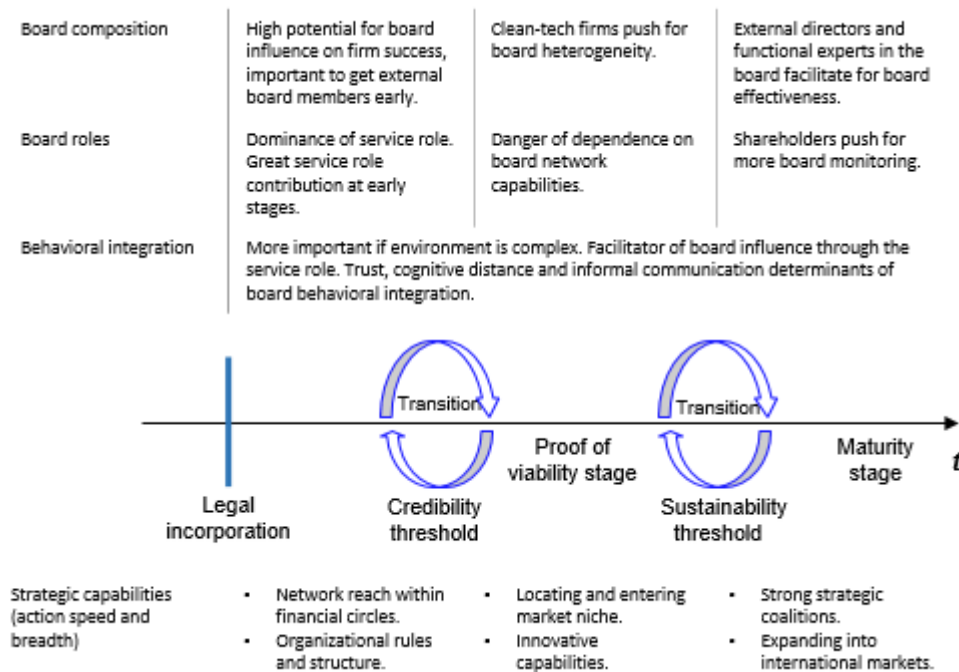 Board composition
High potential for board
influence on firm success,
important to get external
board members early.
Clean-tech firms push for
board heterogeneity.
External directors and
functional experts in the
board facilitate for board
effectiveness.
Board roles
Dominance of service role.
Great service role
contribution at early
stages.
Danger of dependence on
board network
capabilities.
Shareholders push for
more board monitoring.
Behavioral integration
More important if environment is complex. Facilitator of board influence through the
service role. Trust, cognitive distance and informal communication determinants of
board behavioral integration.
Transition
Transition
Proof of
viability stage
Maturity
stage
t
Legal
incorporation
Credibility
threshold
Sustainability
threshold
Strategic capabilities
(action speed and
breadth)
▪ Network reach within
financial circles.
▪ Organizational rules
and structure.
▪ Locating and entering
market niche.
▪ Innovative
capabilities.
▪ Strong strategic
coalitions.
▪ Expanding into
international markets.